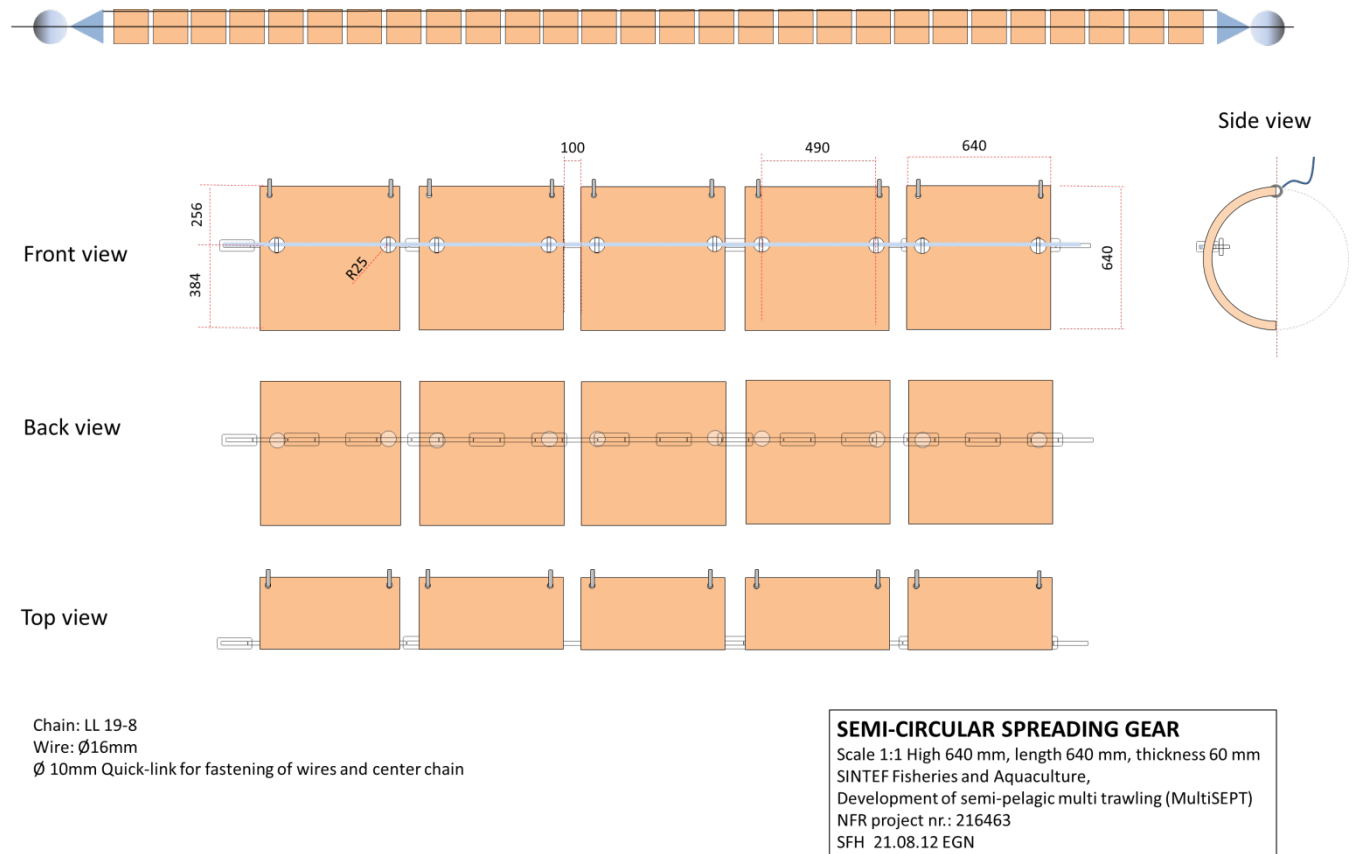 Side view
100
490
640
256
Front view
R25
384
640
Back view
Top view
Chain: LL 19-8
Wire: Ø16mm
Ø 10mm Quick-link for fastening of wires and center chain
SEMI-CIRCULAR SPREADING GEAR
Scale 1:1 High 640 mm, length 640 mm, thickness 60 mm
SINTEF Fisheries and Aquaculture,
Development of semi-pelagic multi trawling (MultiSEPT)
NFR project nr.: 216463
SFH 21.08.12 EGN